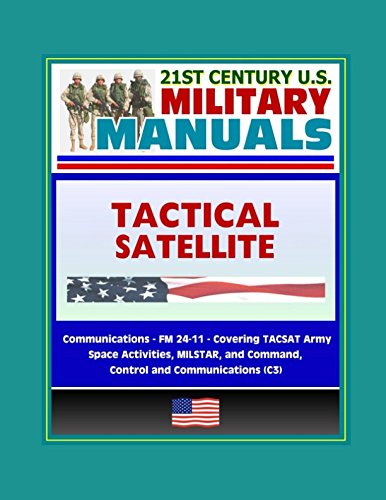 21ST CENTURY U.S.
MILITARY
MANUALS
TACTICAL
SATELLITE
Communications - FM 24-11 - Covering TACSAT Army
Space Activities, MILSTAR, and Command,
Control and Communications (C3)